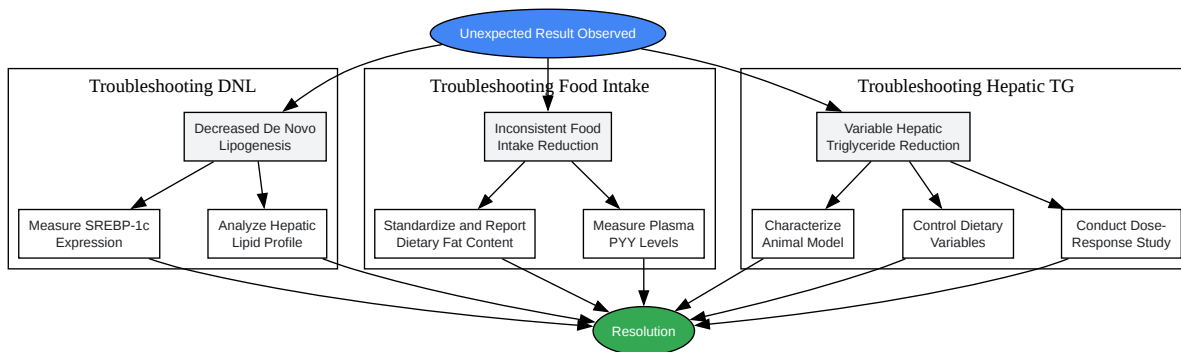 Unexpected Result Observed
Troubleshooting DNL
Troubleshooting Food Intake
Troubleshooting Hepatic TG
Decreased De Novo
Lipogenesis
Inconsistent Food
Intake Reduction
Variable Hepatic
Triglyceride Reduction
Measure SREBP-1c
Expression
Analyze Hepatic
Lipid Profile
Standardize and Report
Dietary Fat Content
Measure Plasma
PYY Levels
Characterize
Animal Model
Control Dietary
Variables
Conduct Dose-
Response Study
Resolution